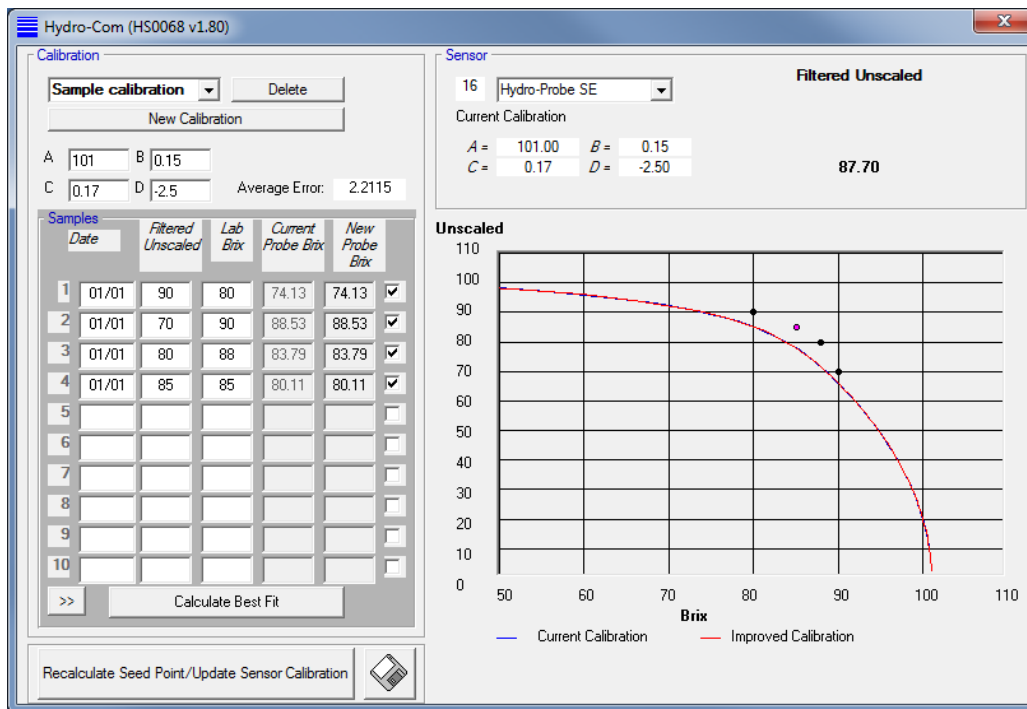 Hydro-Com (HS0068 v1.80)
x
Calibration
Sample calibration
Delete
New Calibration
A 101 B 0.15
C 0.17 D -2.5 Average Error: 2.2115
Samples
Date Filtered Unscaled Lab Brix Current Probe Brix New Probe Brix
1 01/01 90 80 74.13 74.13
2 01/01 70 90 88.53 88.53
3 01/01 80 88 83.79 83.79
4 01/01 85 85 80.11 80.11
5
6
7
8
9
10
>> Calculate Best Fit
Recalculate Seed Point/Update Sensor Calibration
Sensor
16 Hydro-Probe SE
Filtered Unscaled
Current Calibration
A = 101.00 B = 0.15
C = 0.17 D = -2.50
87.70
Unscaled
110
100
90
80
70
60
50
40
30
20
10
0
50 60 70 80 90 100 110
Brix
Current Calibration Improved Calibration